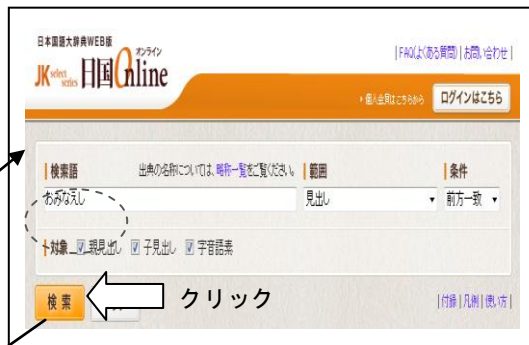 日本国語大辞典WEB版
オンライン
JK select series 日国Online
|FAQ(よくある質問)|お問い合わせ|
個人会員はこちらから ログインはこちら
検索語 出典の名称については、略称一覧をご覧ください。 範囲 条件
おみなえし 見出し 前方一致
対象 親見出し 子見出し 字音語素
検索 クリック |付録|凡例|使い方|